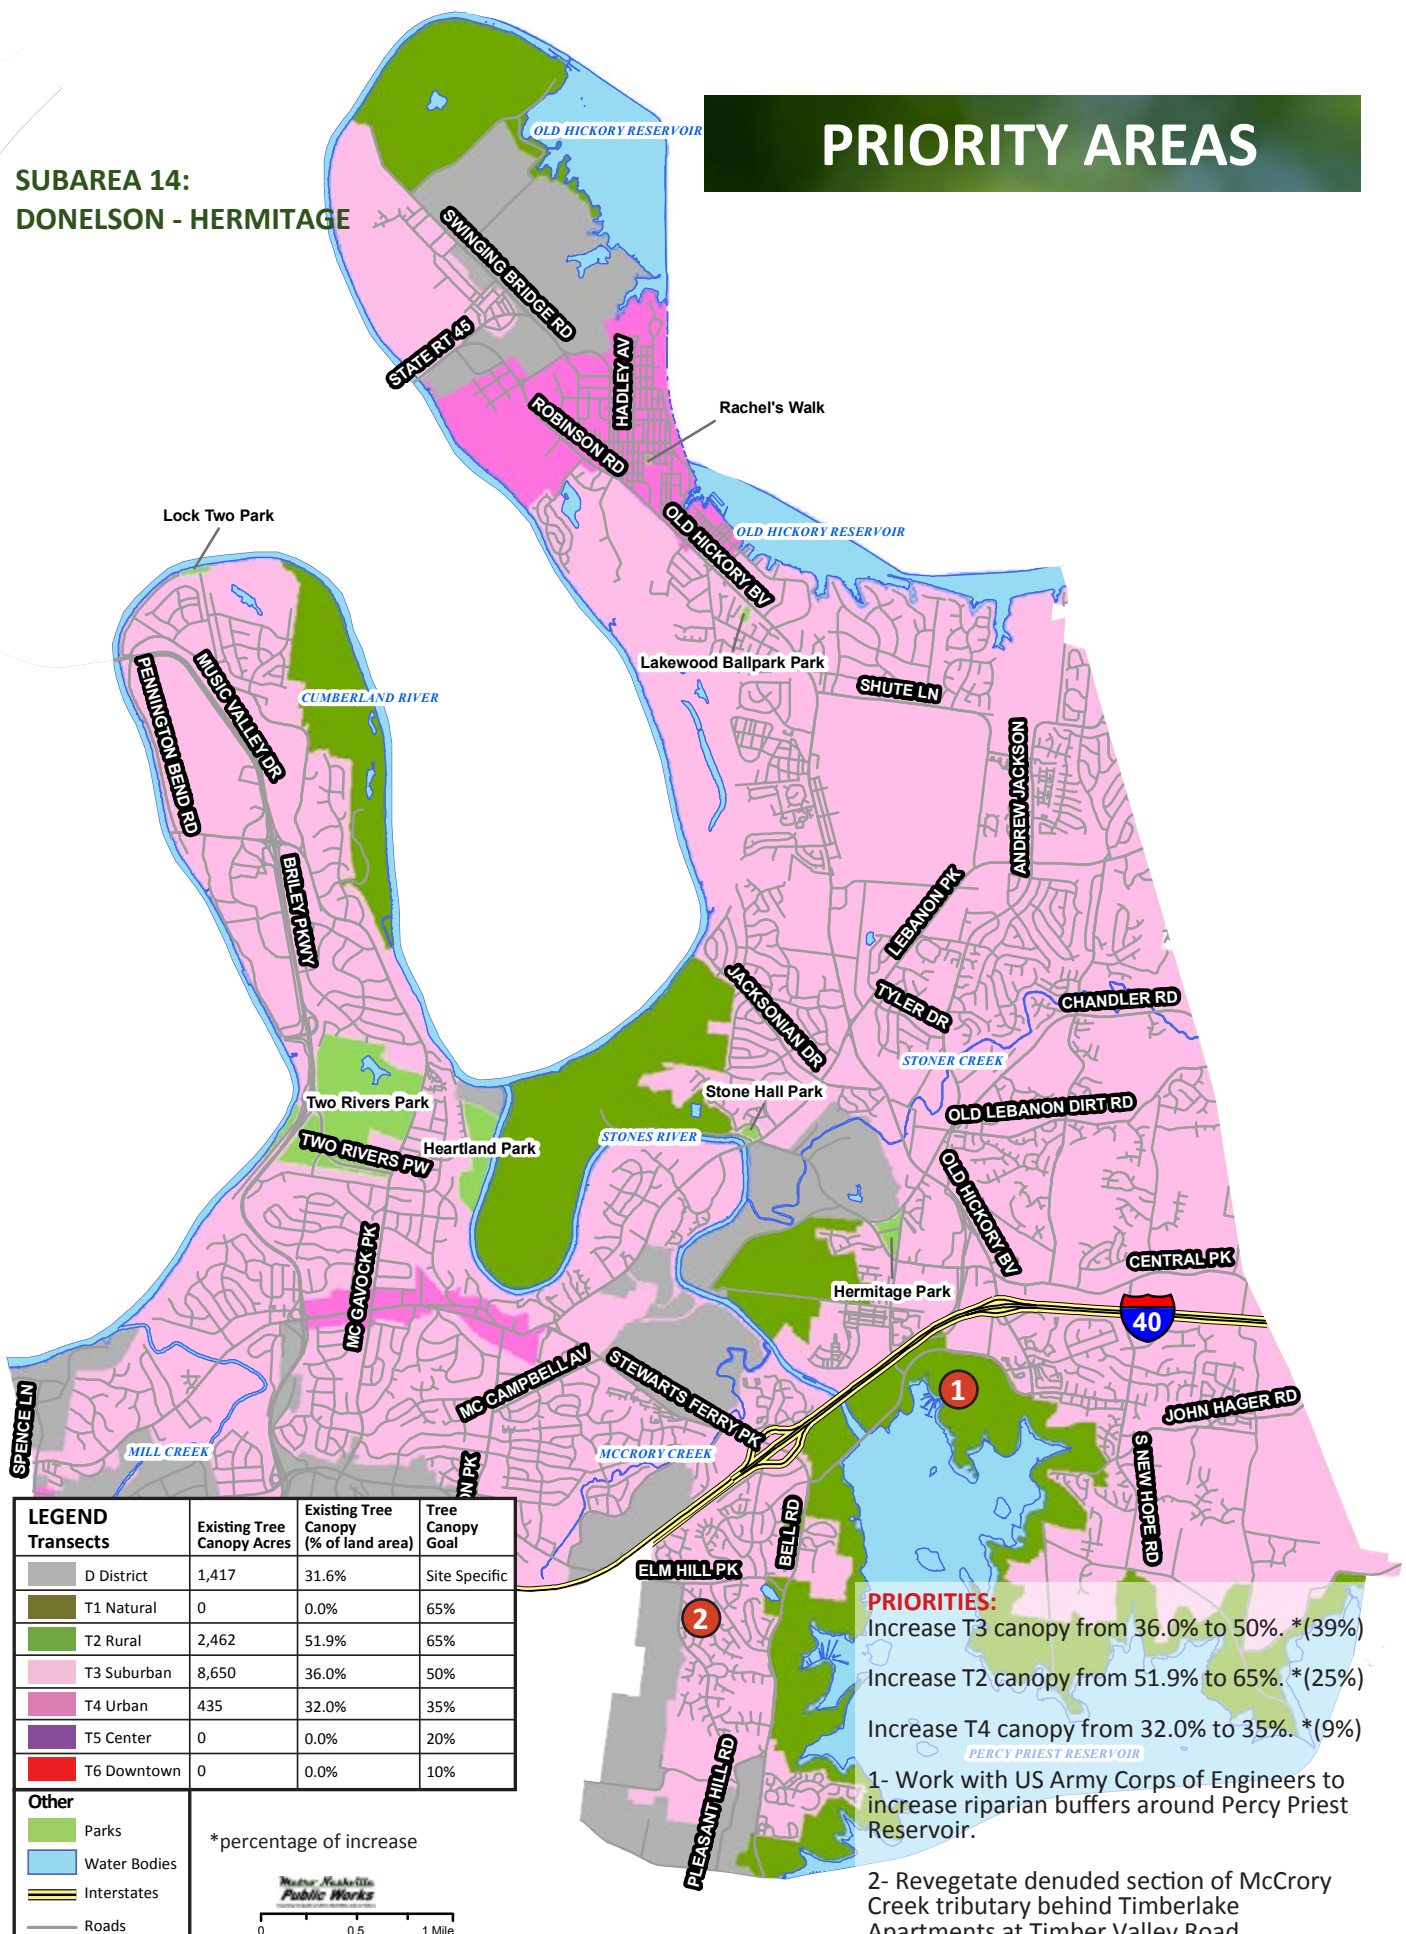 PRIORITY AREAS
SUBAREA 14:
DONELSON - HERMITAGE
OLD HICKORY RESERVOIR
SWINGING BRIDGE RD
STATE RT 45
HADLEY AV
ROBINSON RD
Rachel's Walk
Lock Two Park
OLD HICKORY BV
OLD HICKORY RESERVOIR
Lakewood Ballpark Park
SHUTE LN
PENNINGTON BEND RD
MUSIC VALLEY DR
CUMBERLAND RIVER
ANDREW JACKSON
BRILEY PKWY
LEBANON PK
JACKSONIAN DR
TYLER DR
CHANDLER RD
STONER CREEK
Two Rivers Park
Stone Hall Park
OLD LEBANON DIRT RD
TWO RIVERS PW
Heartland Park
STONES RIVER
OLD HICKORY BV
MC GAVOCK PK
CENTRAL PK
Hermitage Park
40
MC CAMPBELL AV
STEWARTS FERRY PK
1
JOHN HAGER RD
SPENCE LN
MILL CREEK
MCCRORY CREEK
ON PK
S NEW HOPE RD
BELL RD
ELM HILL PK
2
PLEASANT HILL RD
PERCY PRIEST RESERVOIR
LEGEND
Transects
Existing Tree
Canopy Acres
Existing Tree
Canopy
(% of land area)
Tree
Canopy
Goal
D District 1,417 31.6% Site Specific
T1 Natural 0 0.0% 65%
T2 Rural 2,462 51.9% 65%
T3 Suburban 8,650 36.0% 50%
T4 Urban 435 32.0% 35%
T5 Center 0 0.0% 20%
T6 Downtown 0 0.0% 10%
Other
Parks
Water Bodies
Interstates
Roads
*percentage of increase
Metro Nashville
Public Works
0 0.5 1 Mile
PRIORITIES:
Increase T3 canopy from 36.0% to 50%. *(39%)
Increase T2 canopy from 51.9% to 65%. *(25%)
Increase T4 canopy from 32.0% to 35%. *(9%)
1- Work with US Army Corps of Engineers to
increase riparian buffers around Percy Priest
Reservoir.
2- Revegetate denuded section of McCrory
Creek tributary behind Timberlake
Apartments at Timber Valley Road